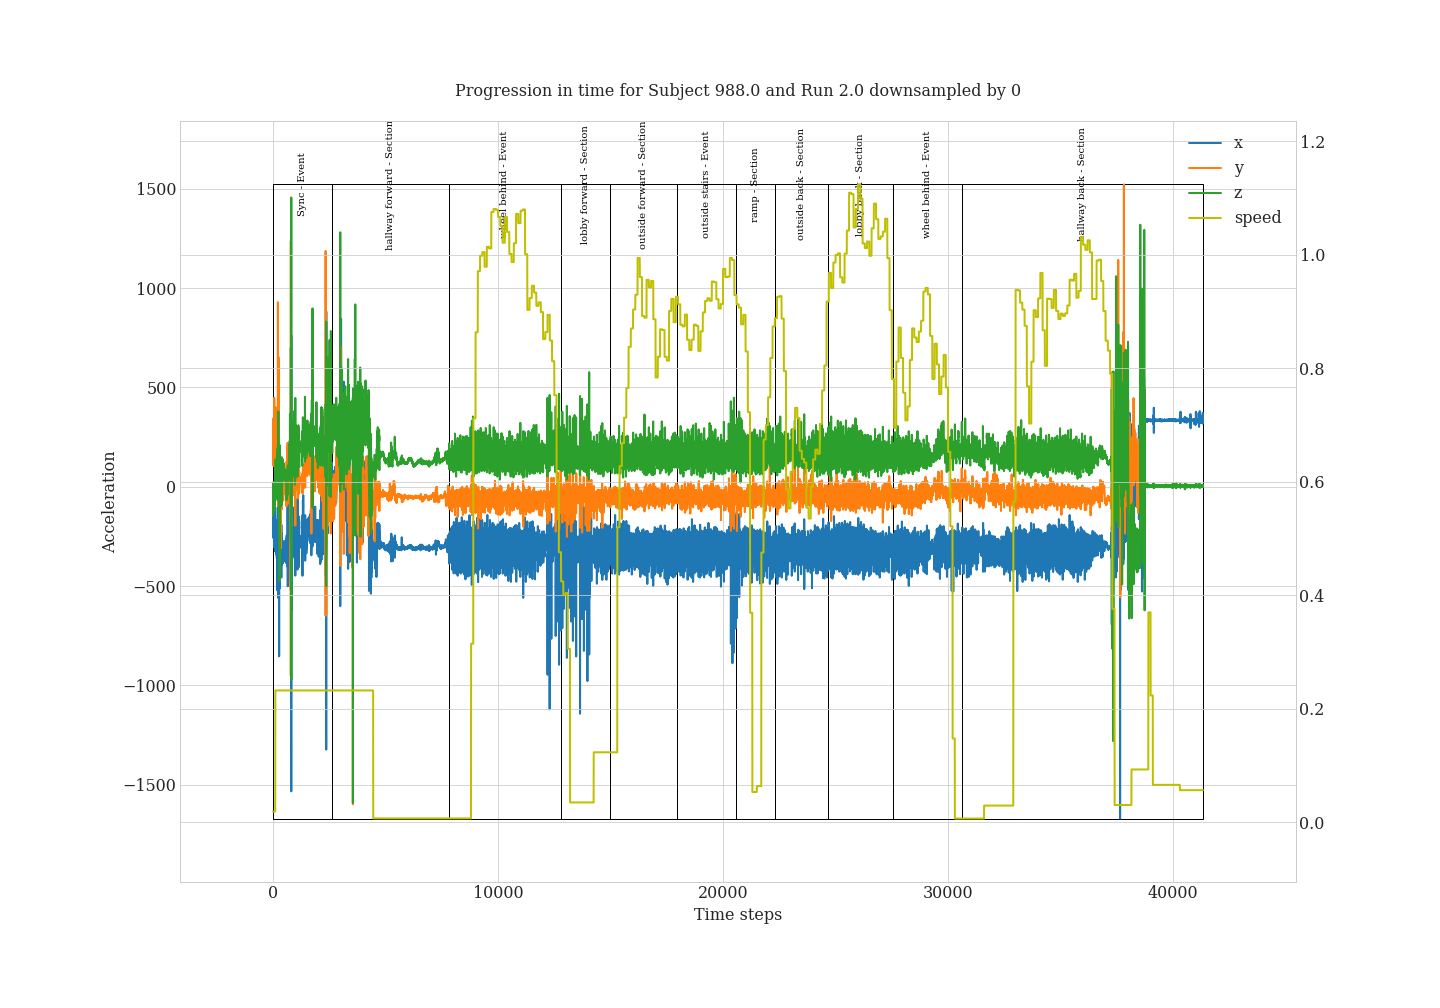 Progression in time for Subject 988.0 and Run 2.0 downsampled by 0
Sync - Event
hallway forward - Section
wheel behind - Event
lobby forward - Section
outside forward - Section
outside stairs - Event
ramp - Section
outside back - Section
lobby back - Section
wheel behind - Event
hallway back - Section
x
y
z
speed
1500
1000
500
0
−500
−1000
−1500
Acceleration
1.2
1.0
0.8
0.6
0.4
0.2
0.0
0 10000 20000 30000 40000
Time steps